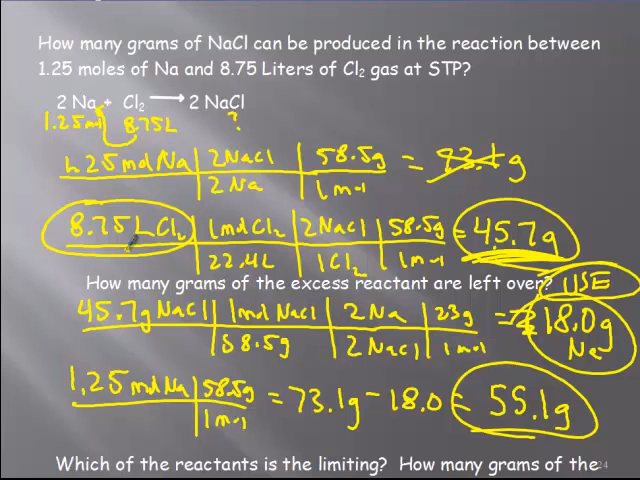 How many grams of NaCl can be produced in the reaction between
1.25 moles of Na and 8.75 Liters of Cl₂ gas at STP?
2 Na + Cl₂ → 2 NaCl
1.25 mol 8.75L ?
1.25 mol Na | 2 NaCl | 58.5g = 73.1 g
2 Na | 1 mol
8.75 L Cl₂ | 1 mol Cl₂ | 2 NaCl | 58.5g = 45.7g
22.4L | 1 Cl₂ | 1 mol
How many grams of the excess reactant are left over?
USE
45.7g NaCl | 1 mol NaCl | 2 Na | 23g = 18.0g
58.5g | 2 NaCl | 1 mol Na
1.25 mol Na | 58.5g = 73.1g - 18.0 = 55.1g
1 mol
Which of the reactants is the limiting? How many grams of the
24